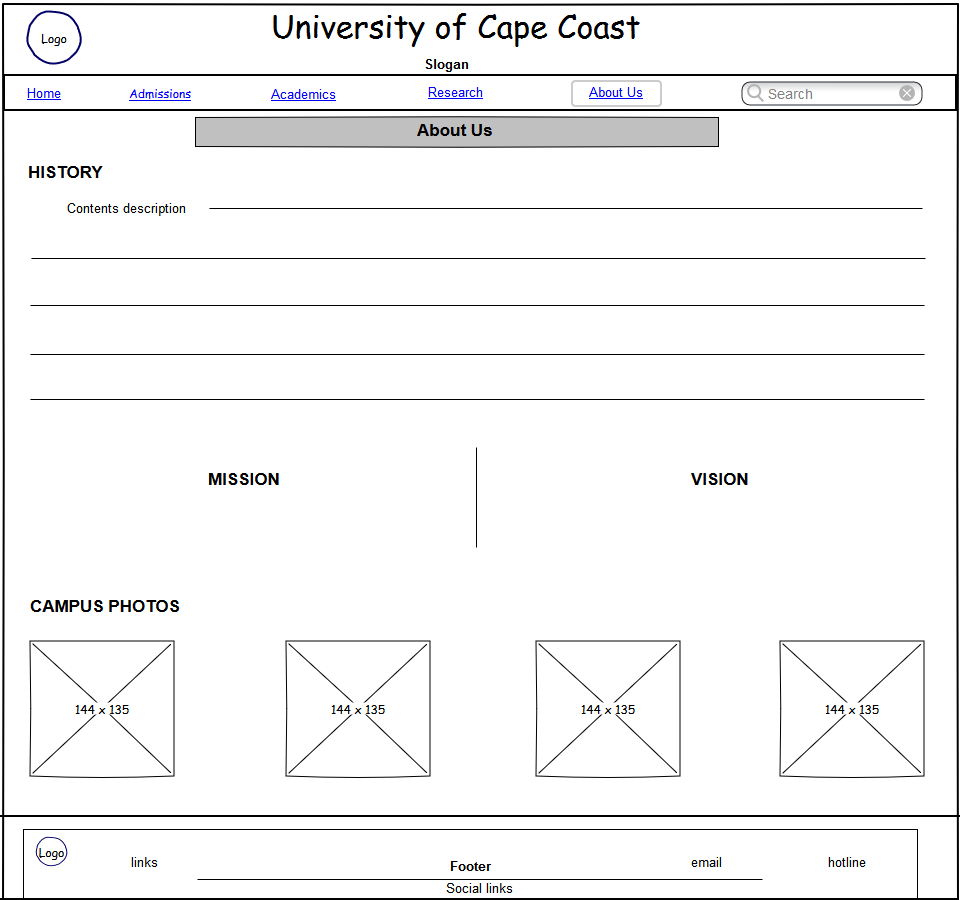 Logo
University of Cape Coast
Slogan
Home Admissions Academics Research About Us Search
About Us
HISTORY
Contents description
MISSION VISION
CAMPUS PHOTOS
144 x 135 144 x 135 144 x 135 144 x 135
Logo links Footer email hotline
Social links